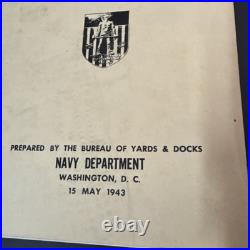 PREPARED BY THE BUREAU OF YARDS & DOCKS
NAVY DEPARTMENT
WASHINGTON, D. C.
15 MAY 1943